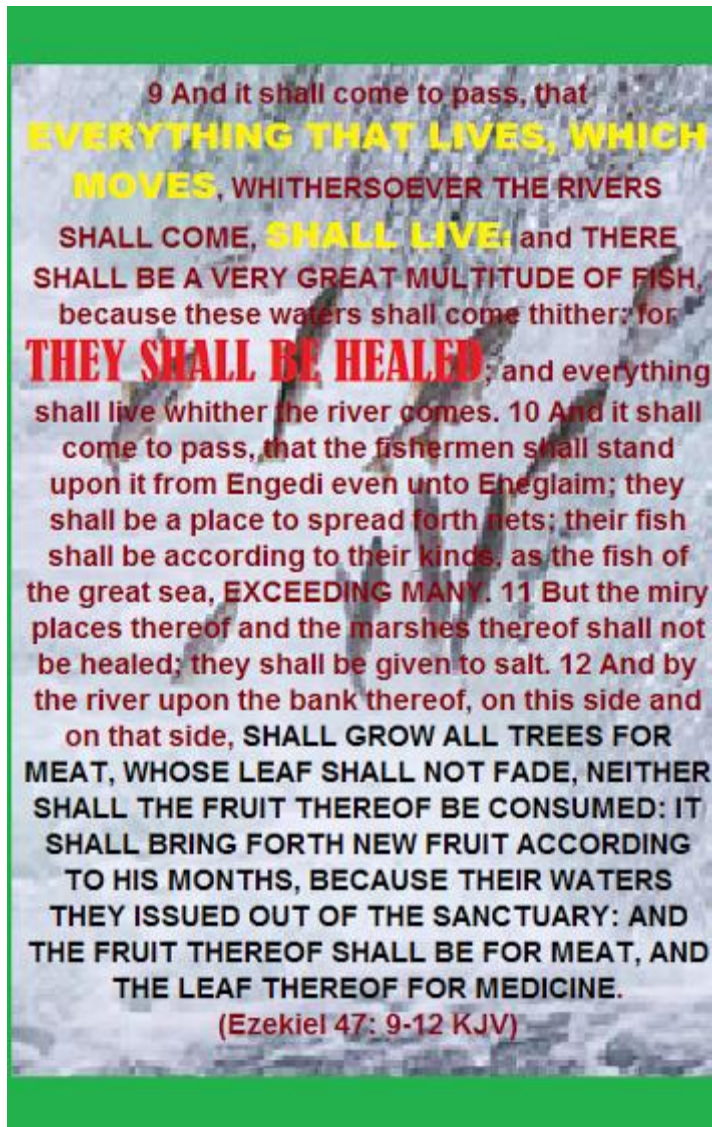 9 And it shall come to pass, that
EVERYTHING THAT LIVES, WHICH
MOVES, WHITHERSOEVER THE RIVERS
SHALL COME, SHALL LIVE: and THERE
SHALL BE A VERY GREAT MULTITUDE OF FISH,
because these waters shall come thither: for
THEY SHALL BE HEALED; and everything
shall live whither the river comes. 10 And it shall
come to pass, that the fishermen shall stand
upon it from Engedi even unto Eneglaim; they
shall be a place to spread forth nets; their fish
shall be according to their kinds, as the fish of
the great sea, EXCEEDING MANY. 11 But the miry
places thereof and the marshes thereof shall not
be healed; they shall be given to salt. 12 And by
the river upon the bank thereof, on this side and
on that side, SHALL GROW ALL TREES FOR
MEAT, WHOSE LEAF SHALL NOT FADE, NEITHER
SHALL THE FRUIT THEREOF BE CONSUMED: IT
SHALL BRING FORTH NEW FRUIT ACCORDING
TO HIS MONTHS, BECAUSE THEIR WATERS
THEY ISSUED OUT OF THE SANCTUARY: AND
THE FRUIT THEREOF SHALL BE FOR MEAT, AND
THE LEAF THEREOF FOR MEDICINE.
(Ezekiel 47: 9-12 KJV)